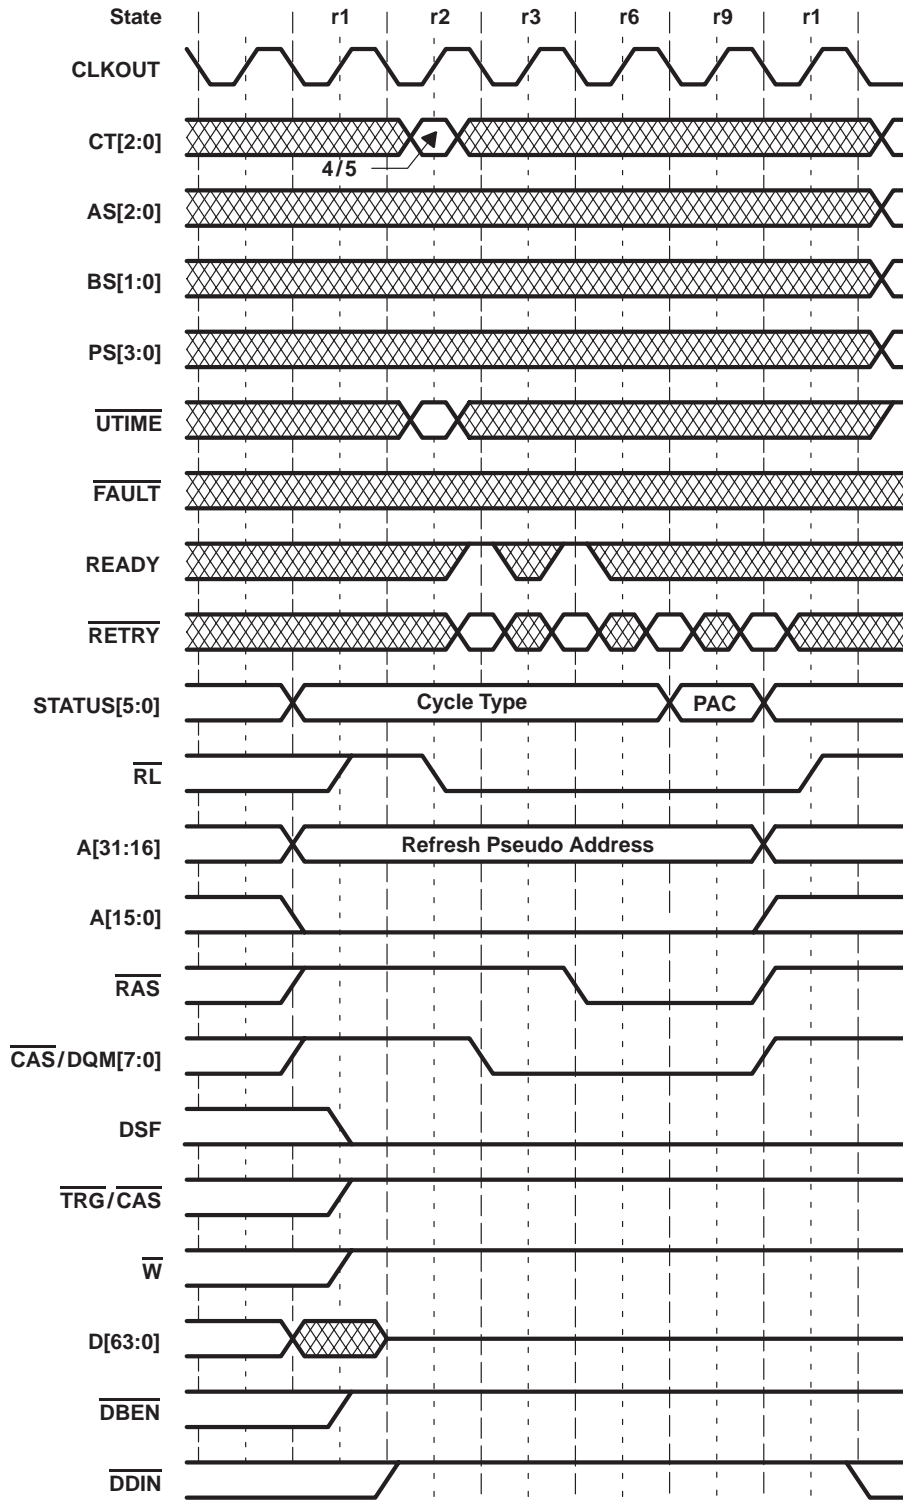 State r1 r2 r3 r6 r9 r1
CLKOUT
CT[2:0]
4/5
AS[2:0]
BS[1:0]
PS[3:0]
UTIME
FAULT
READY
RETRY
STATUS[5:0] Cycle Type PAC
RL
A[31:16] Refresh Pseudo Address
A[15:0]
RAS
CAS/DQM[7:0]
DSF
TRG/CAS
W
D[63:0]
DBEN
DDIN